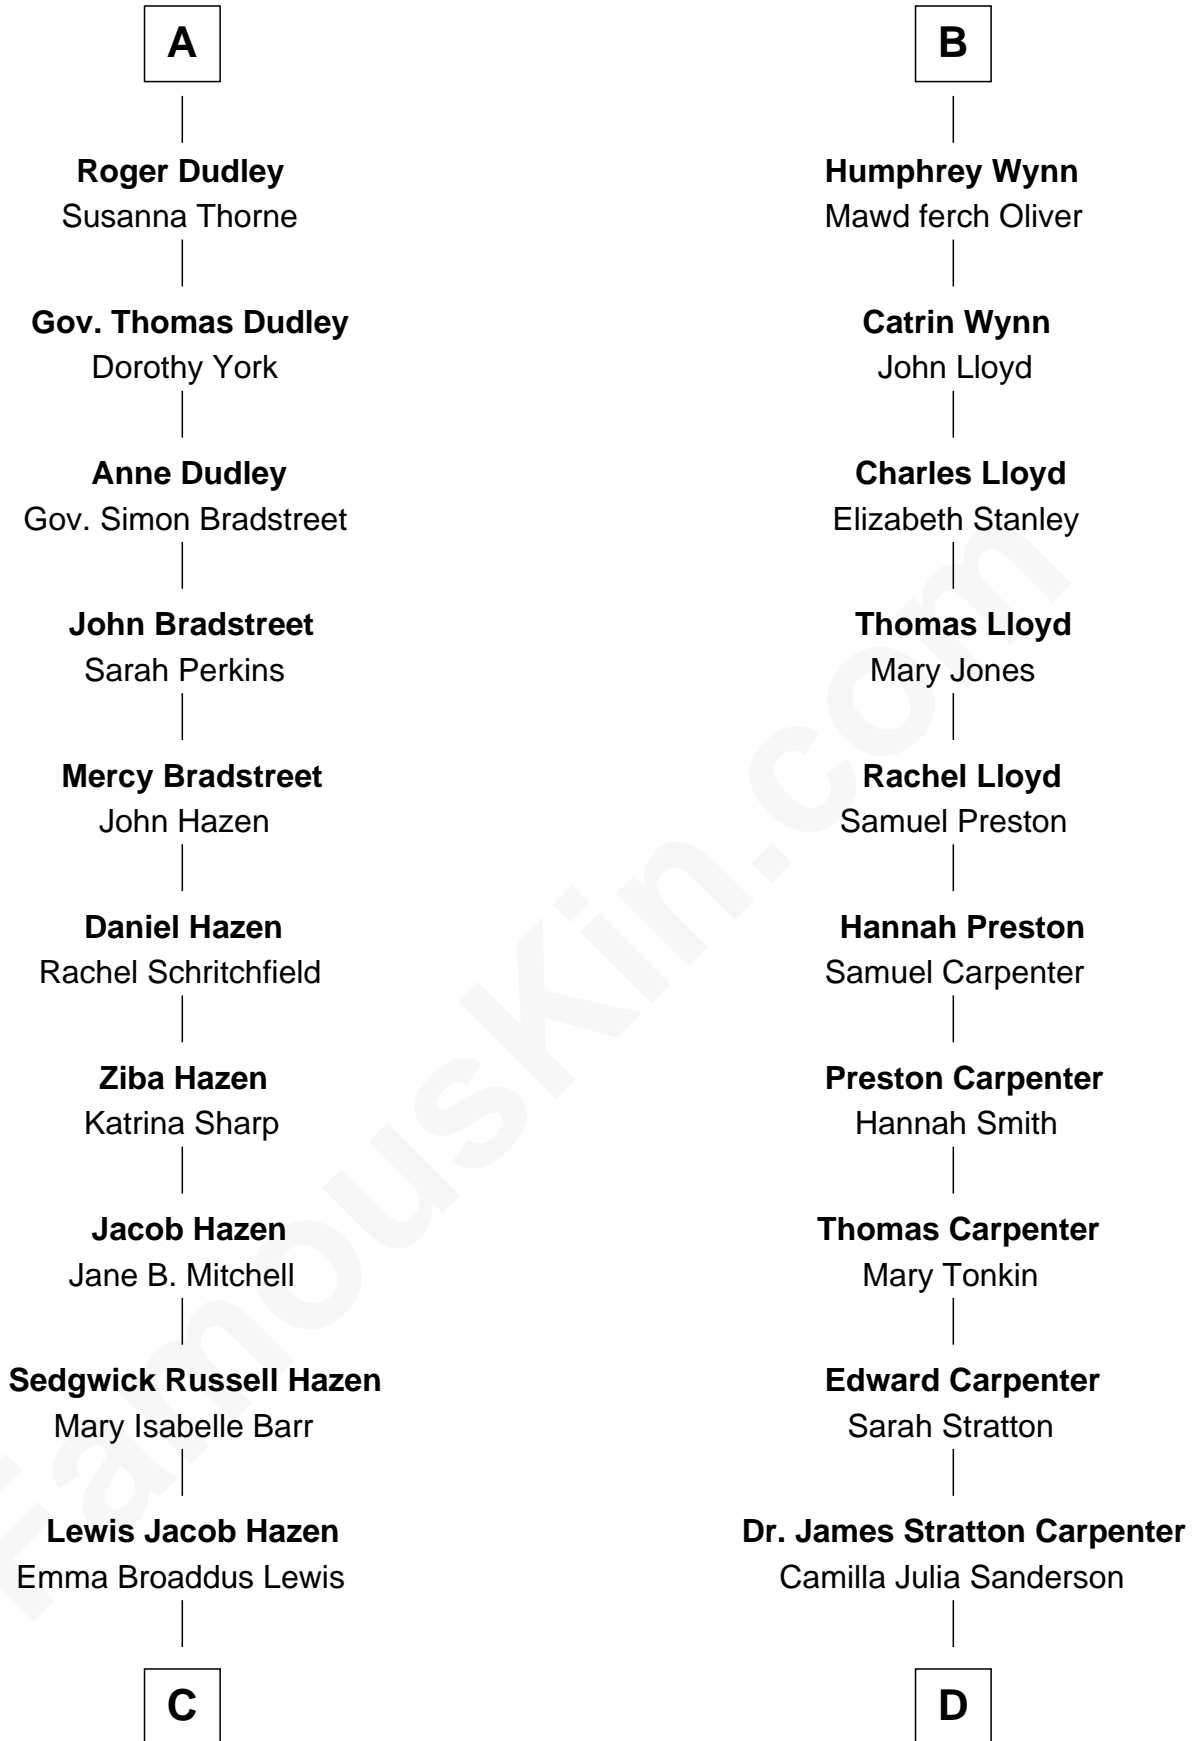 A
Roger Dudley
Susanna Thorne
Gov. Thomas Dudley
Dorothy York
Anne Dudley
Gov. Simon Bradstreet
John Bradstreet
Sarah Perkins
Mercy Bradstreet
John Hazen
Daniel Hazen
Rachel Schritchfield
Ziba Hazen
Katrina Sharp
Jacob Hazen
Jane B. Mitchell
Sedgwick Russell Hazen
Mary Isabelle Barr
Lewis Jacob Hazen
Emma Broaddus Lewis
C
B
Humphrey Wynn
Mawd ferch Oliver
Catrin Wynn
John Lloyd
Charles Lloyd
Elizabeth Stanley
Thomas Lloyd
Mary Jones
Rachel Lloyd
Samuel Preston
Hannah Preston
Samuel Carpenter
Preston Carpenter
Hannah Smith
Thomas Carpenter
Mary Tonkin
Edward Carpenter
Sarah Stratton
Dr. James Stratton Carpenter
Camilla Julia Sanderson
D
FamousKin.com